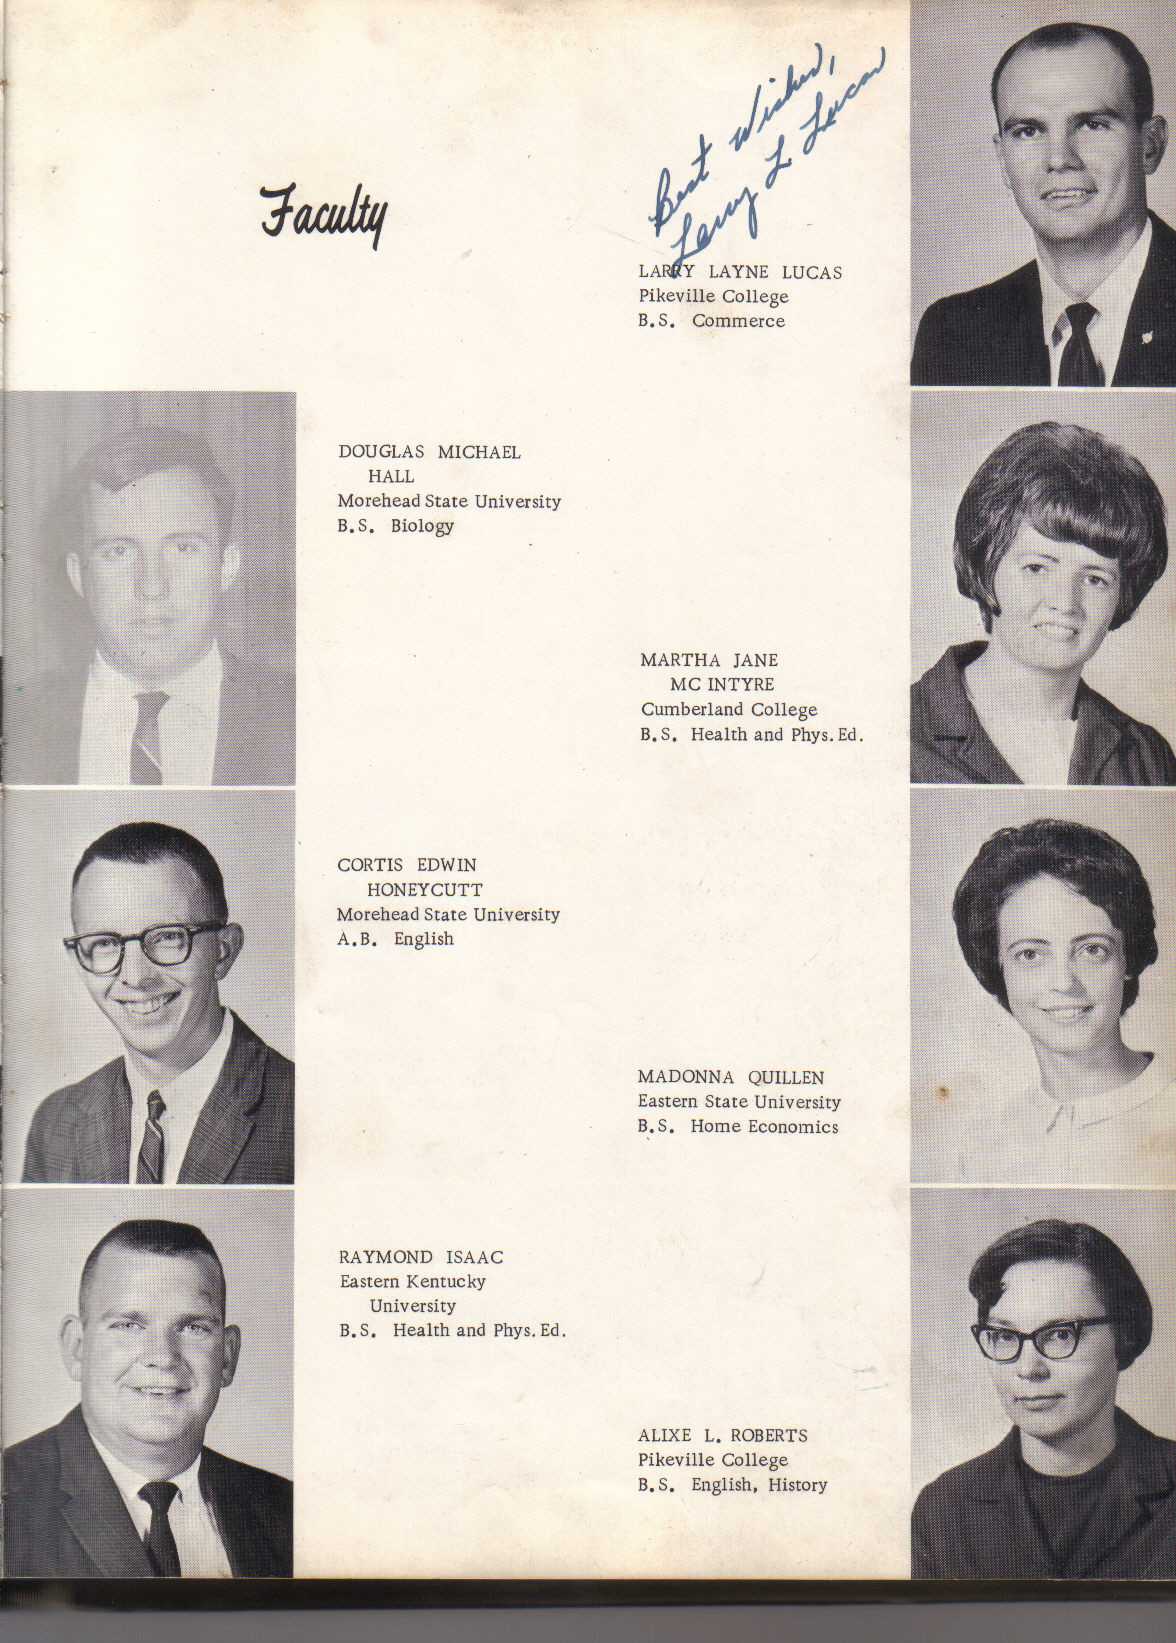 Best Wishes,
Larry L Lucas
Faculty
LARRY LAYNE LUCAS
Pikeville College
B.S. Commerce
DOUGLAS MICHAEL
HALL
Morehead State University
B.S. Biology
MARTHA JANE
MC INTYRE
Cumberland College
B.S. Health and Phys. Ed.
CORTIS EDWIN
HONEYCUTT
Morehead State University
A.B. English
MADONNA QUILLEN
Eastern State University
B.S. Home Economics
RAYMOND ISAAC
Eastern Kentucky
University
B.S. Health and Phys. Ed.
ALIXE L. ROBERTS
Pikeville College
B.S. English, History